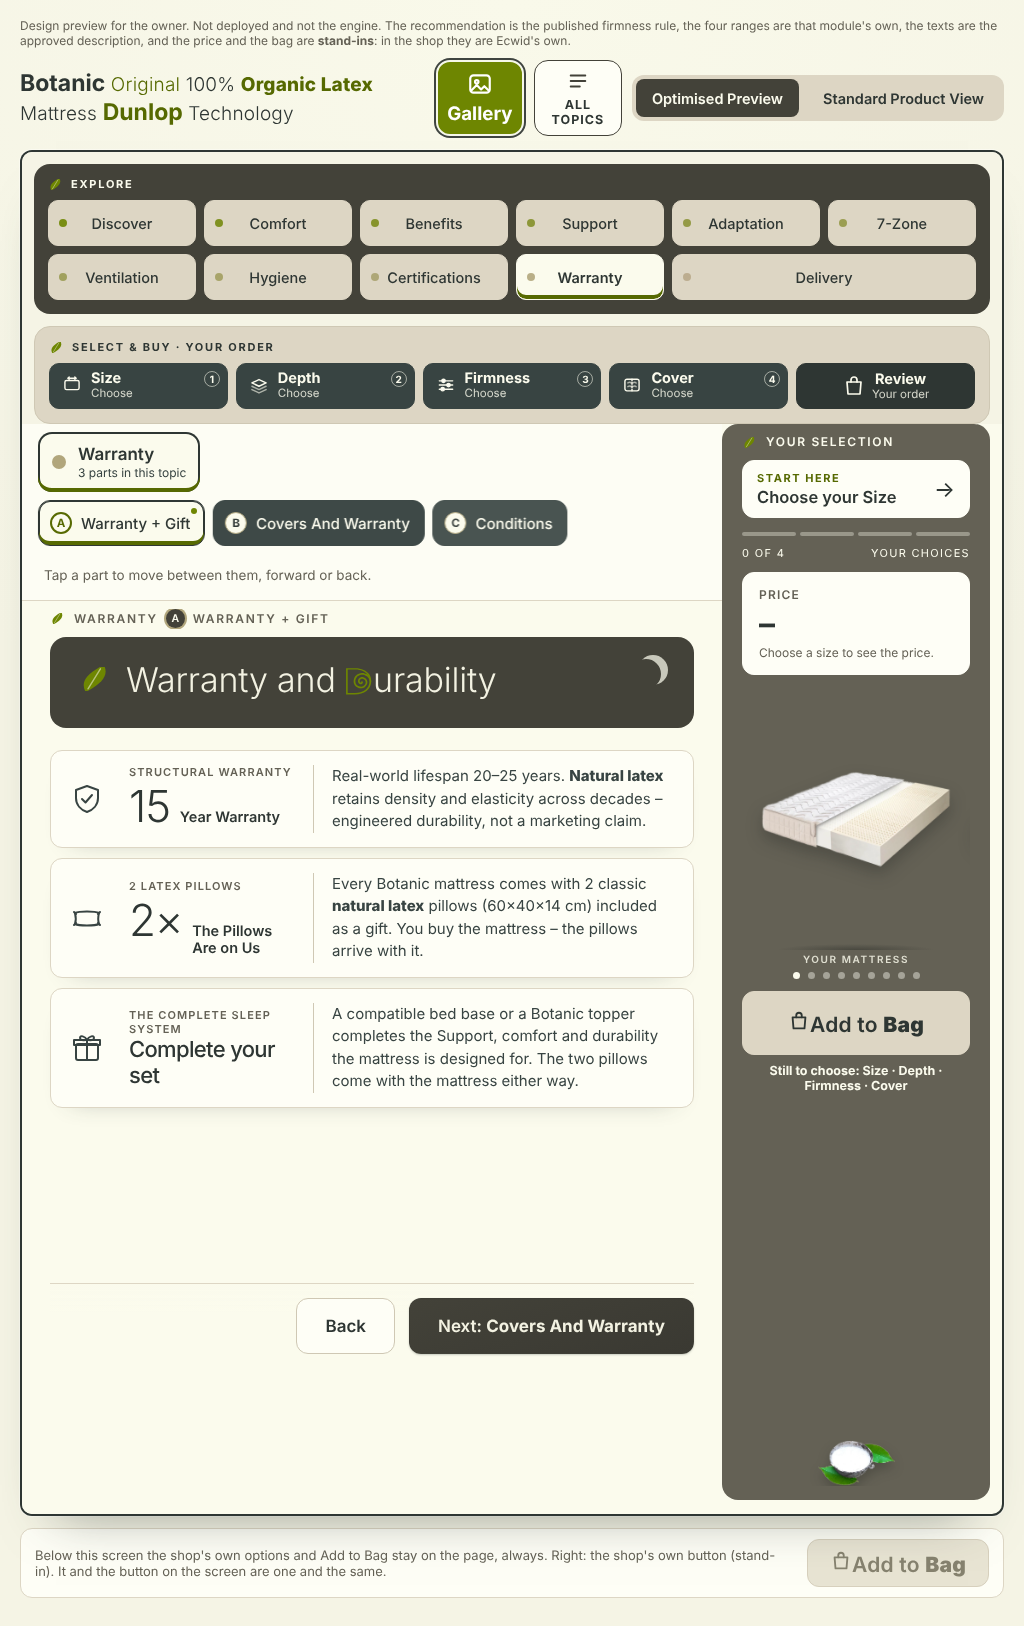 Design preview for the owner. Not deployed and not the engine. The recommendation is the published firmness rule, the four ranges are that module's own, the texts are the
approved description, and the price and the bag are stand-ins: in the shop they are Ecwid's own.
Botanic Original 100% Organic Latex
Mattress Dunlop Technology
Gallery
ALL
TOPICS
Optimised Preview
Standard Product View
EXPLORE
Discover
Comfort
Benefits
Support
Adaptation
7-Zone
Ventilation
Hygiene
Certifications
Warranty
Delivery
SELECT & BUY · YOUR ORDER
Size
Choose
1
Depth
Choose
2
Firmness
Choose
3
Cover
Choose
4
Review
Your order
Warranty
3 parts in this topic
A Warranty + Gift
B Covers And Warranty
C Conditions
Tap a part to move between them, forward or back.
WARRANTY A WARRANTY + GIFT
Warranty and Durability
STRUCTURAL WARRANTY
15 Year Warranty
Real-world lifespan 20–25 years. Natural latex
retains density and elasticity across decades –
engineered durability, not a marketing claim.
2 LATEX PILLOWS
2× The Pillows
Are on Us
Every Botanic mattress comes with 2 classic
natural latex pillows (60×40×14 cm) included
as a gift. You buy the mattress – the pillows
arrive with it.
THE COMPLETE SLEEP
SYSTEM
Complete your
set
A compatible bed base or a Botanic topper
completes the Support, comfort and durability
the mattress is designed for. The two pillows
come with the mattress either way.
Back
Next: Covers And Warranty
YOUR SELECTION
START HERE
Choose your Size
0 OF 4
YOUR CHOICES
PRICE
–
Choose a size to see the price.
YOUR MATTRESS
Add to Bag
Still to choose: Size · Depth ·
Firmness · Cover
Below this screen the shop's own options and Add to Bag stay on the page, always. Right: the shop's own button (stand-
in). It and the button on the screen are one and the same.
Add to Bag